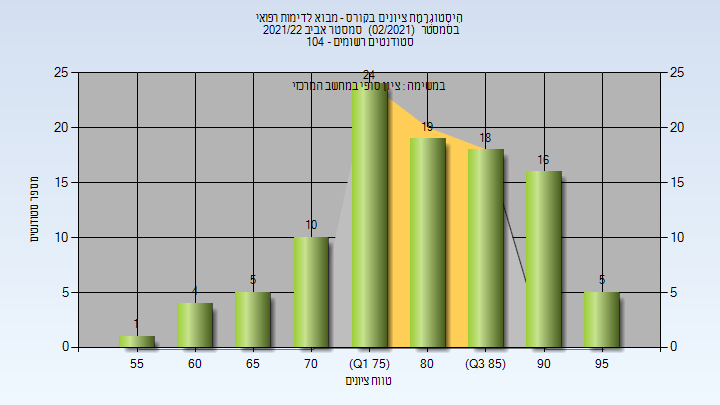 היסטוגרמת ציונים בקורס - מבוא לדימות רפואי
בסמסטר (02/2021) סמסטר אביב 2021/22
סטודנטים רשומים - 104
במשימה : ציון סופי במחשב המרכזי
25 25
20 20
15 15
10 10
5 5
0 0
1 4 5 10 24 19 18 16 5
מספר סטודנטים
55 60 65 70 (Q1 75) 80 (Q3 85) 90 95
טווח ציונים